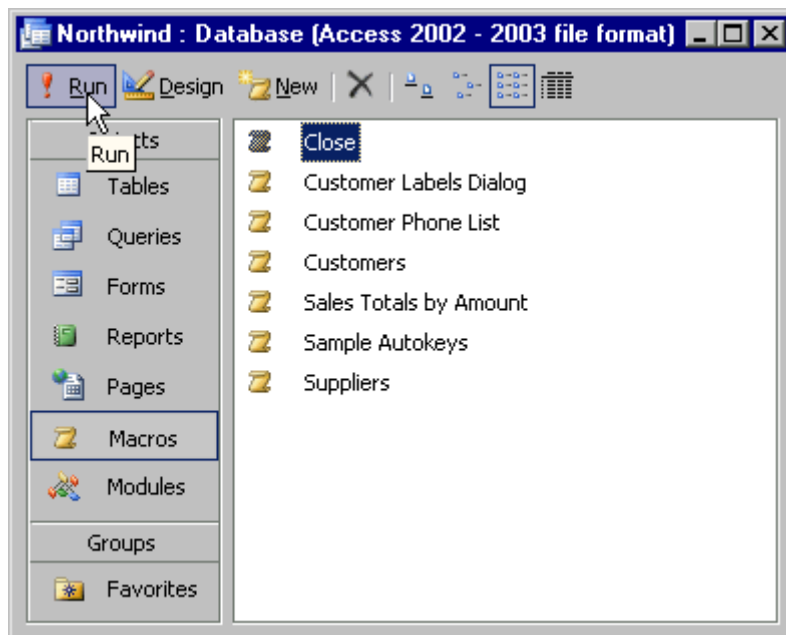 Northwind : Database (Access 2002 - 2003 file format)
Run Design New
cts
Run
Tables
Queries
Forms
Reports
Pages
Macros
Modules
Groups
Favorites
Close
Customer Labels Dialog
Customer Phone List
Customers
Sales Totals by Amount
Sample Autokeys
Suppliers